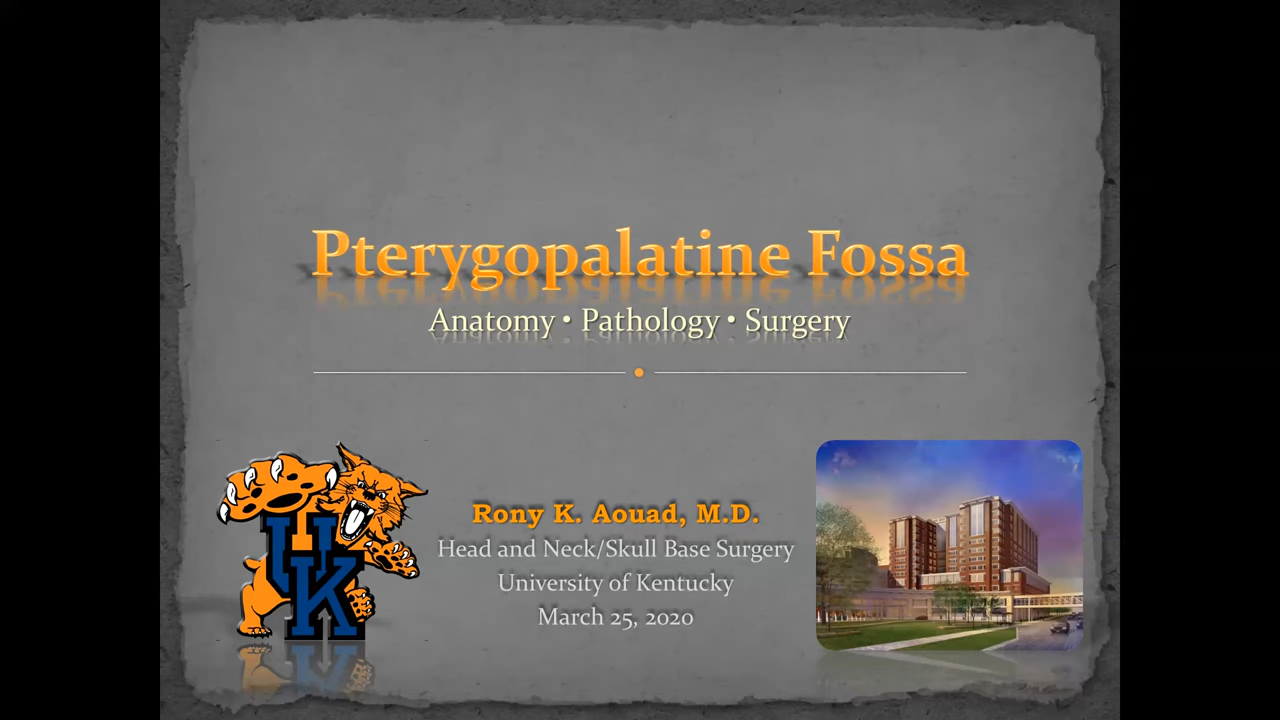 Pterygopalatine Fossa
Anatomy • Pathology • Surgery
UK
Rony K. Aouad, M.D.
Head and Neck/Skull Base Surgery
University of Kentucky
March 25, 2020